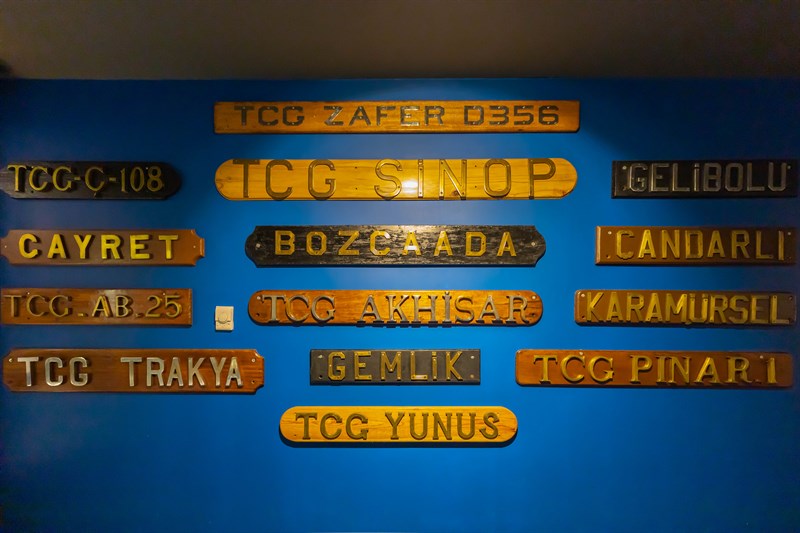 TCG ZAFER D356
TCG-Ç-108
TCG SİNOP
GELİBOLU
CAYRET
BOZCAADA
CANDARLI
TCG.AB.25
TCG AKHİSAR
KARAMÜRSEL
TCG TRAKYA
GEMLİK
TCG PINAR.1
TCG YUNUS